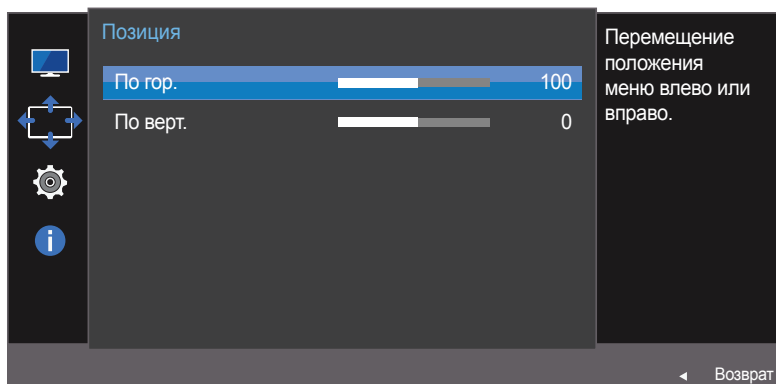 Позиция
По гор. 100
По верт. 0
Перемещение
положения
меню влево или
вправо.
Возврат